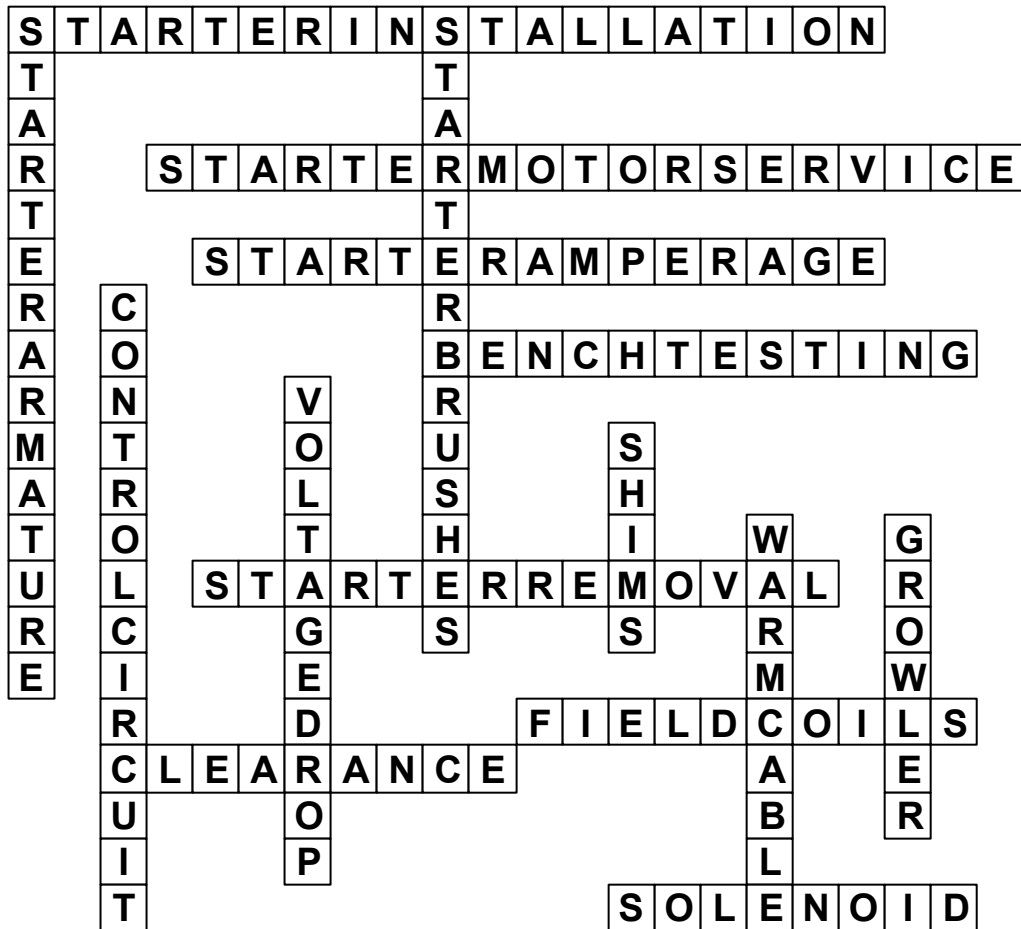 STARTERINSTALLATION
STARTERARMATURE
STARTERBRUSHES
STARTERMOTORSERVICE
STARTERAMPERAGE
CONTROLCIRCUIT
BENCHTESTING
VOLTAGEDROP
SHIMS
WARMCABLE
GROWLER
STARTERREMOVAL
FIELDCOILS
CLEARANCE
SOLENOID